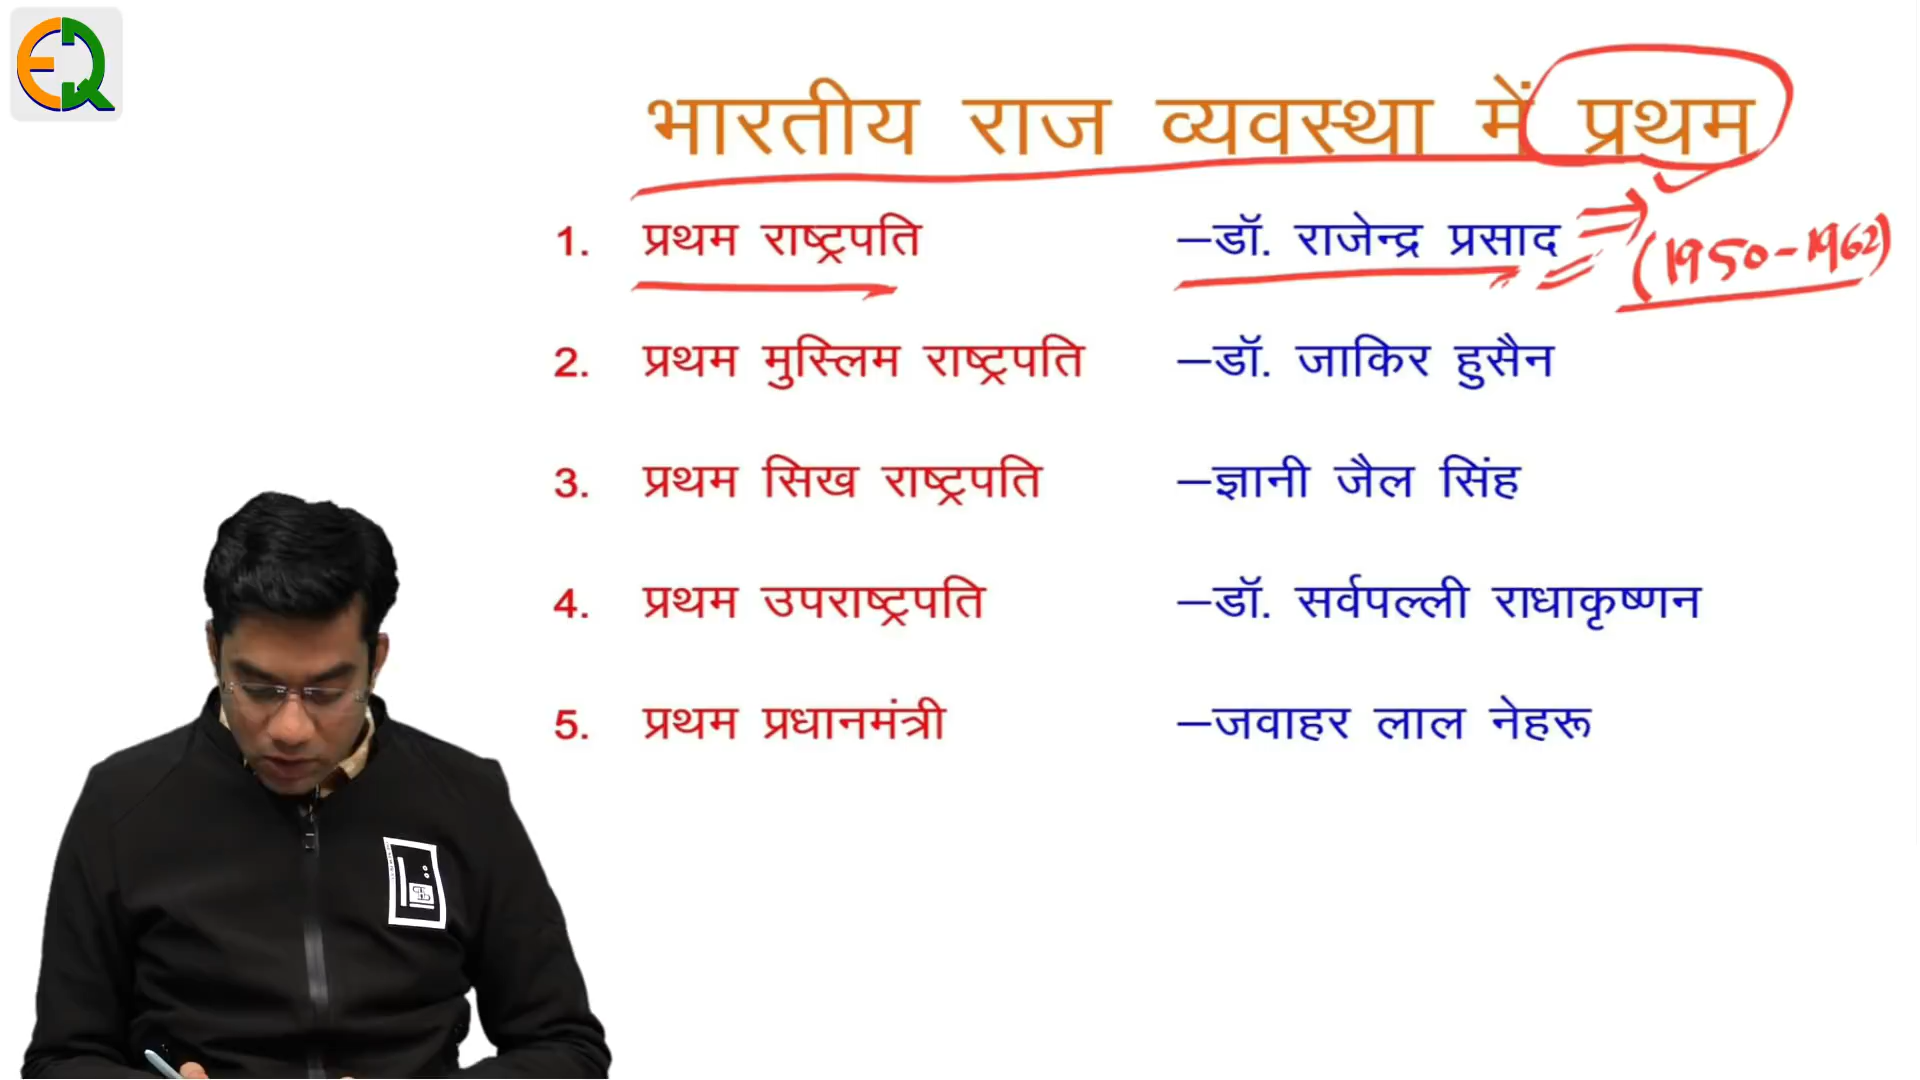 भारतीय राज व्यवस्था में प्रथम
1. प्रथम राष्ट्रपति –डॉ. राजेन्द्र प्रसाद (1950-1962)
2. प्रथम मुस्लिम राष्ट्रपति –डॉ. जाकिर हुसैन
3. प्रथम सिख राष्ट्रपति –ज्ञानी जैल सिंह
4. प्रथम उपराष्ट्रपति –डॉ. सर्वपल्ली राधाकृष्णन
5. प्रथम प्रधानमंत्री –जवाहर लाल नेहरू